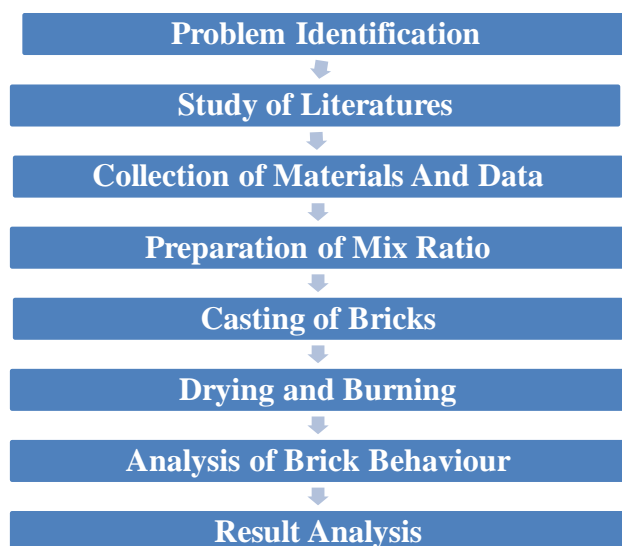 Problem Identification
Study of Literatures
Collection of Materials And Data
Preparation of Mix Ratio
Casting of Bricks
Drying and Burning
Analysis of Brick Behaviour
Result Analysis